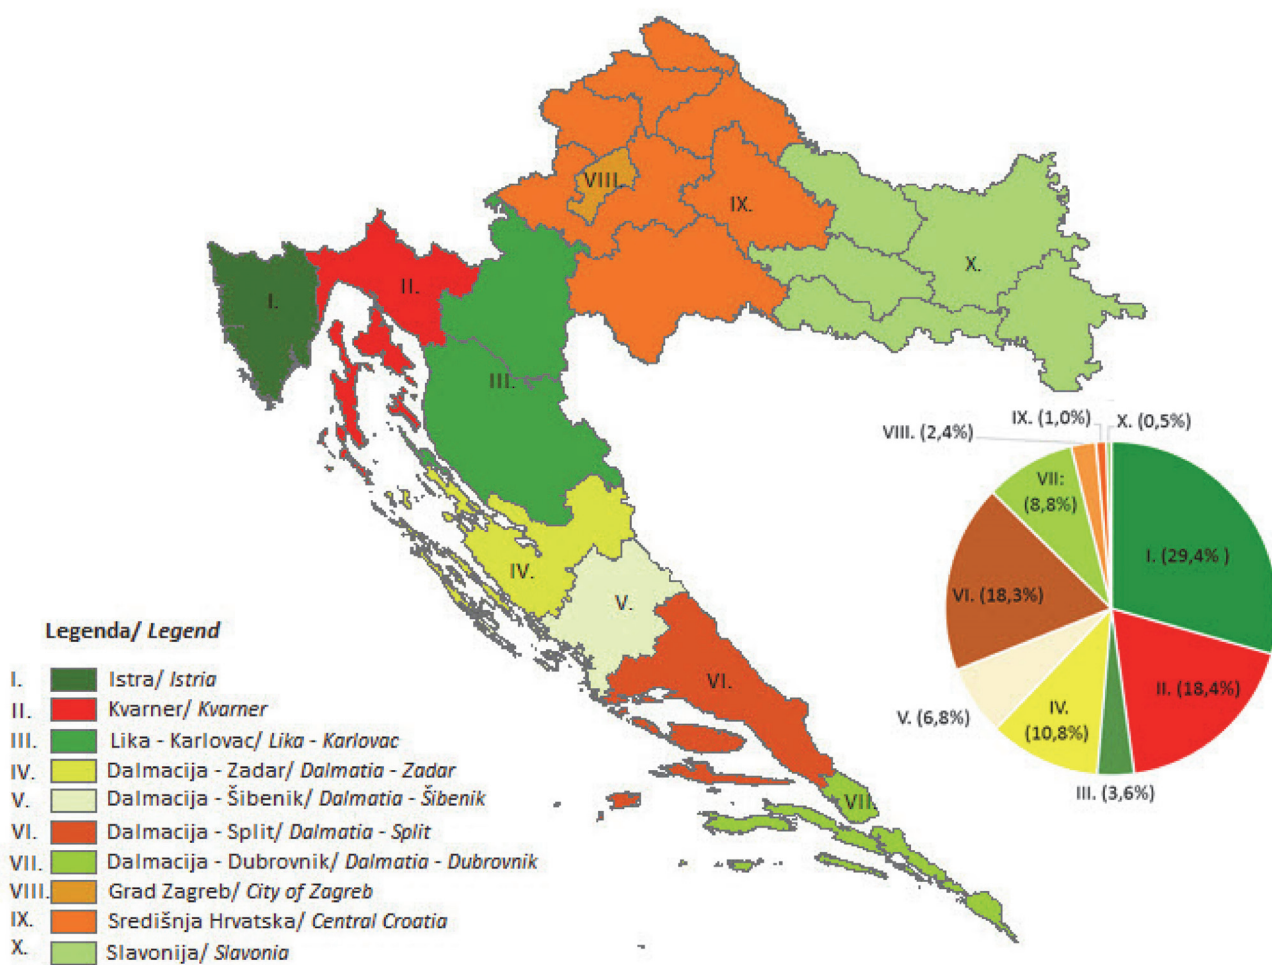 VIII.
IX.
X.
I.
II.
III.
IV.
V.
VI.
VII.
IX. (1,0%)
X. (0,5%)
VIII. (2,4%)
VII:
(8,8%)
I. (29,4% )
VI. (18,3%)
II. (18,4%)
IV.
(10,8%)
V. (6,8%)
III. (3,6%)
Legenda/ Legend
I. Istra/ Istria
II. Kvarner/ Kvarner
III. Lika - Karlovac/ Lika - Karlovac
IV. Dalmacija - Zadar/ Dalmatia - Zadar
V. Dalmacija - Šibenik/ Dalmatia - Šibenik
VI. Dalmacija - Split/ Dalmatia - Split
VII. Dalmacija - Dubrovnik/ Dalmatia - Dubrovnik
VIII. Grad Zagreb/ City of Zagreb
IX. Središnja Hrvatska/ Central Croatia
X. Slavonija/ Slavonia